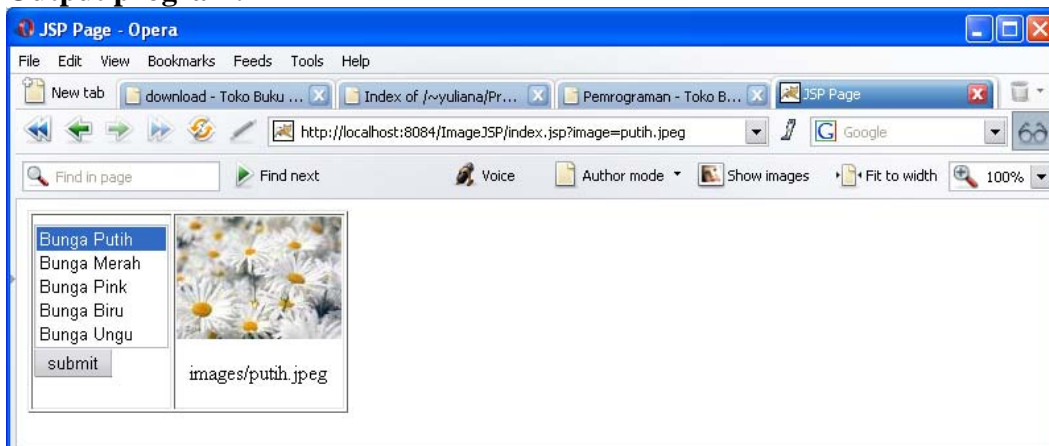 JSP Page - Opera
File Edit View Bookmarks Feeds Tools Help
New tab download - Toko Buku ... Index of /~yuliana/Pr... Pemrograman - Toko B... JSP Page
http://localhost:8084/ImageJSP/index.jsp?image=putih.jpeg Google
Find in page Find next Voice Author mode Show images Fit to width 100%
Bunga Putih
Bunga Merah
Bunga Pink
Bunga Biru
Bunga Ungu
submit
images/putih.jpeg